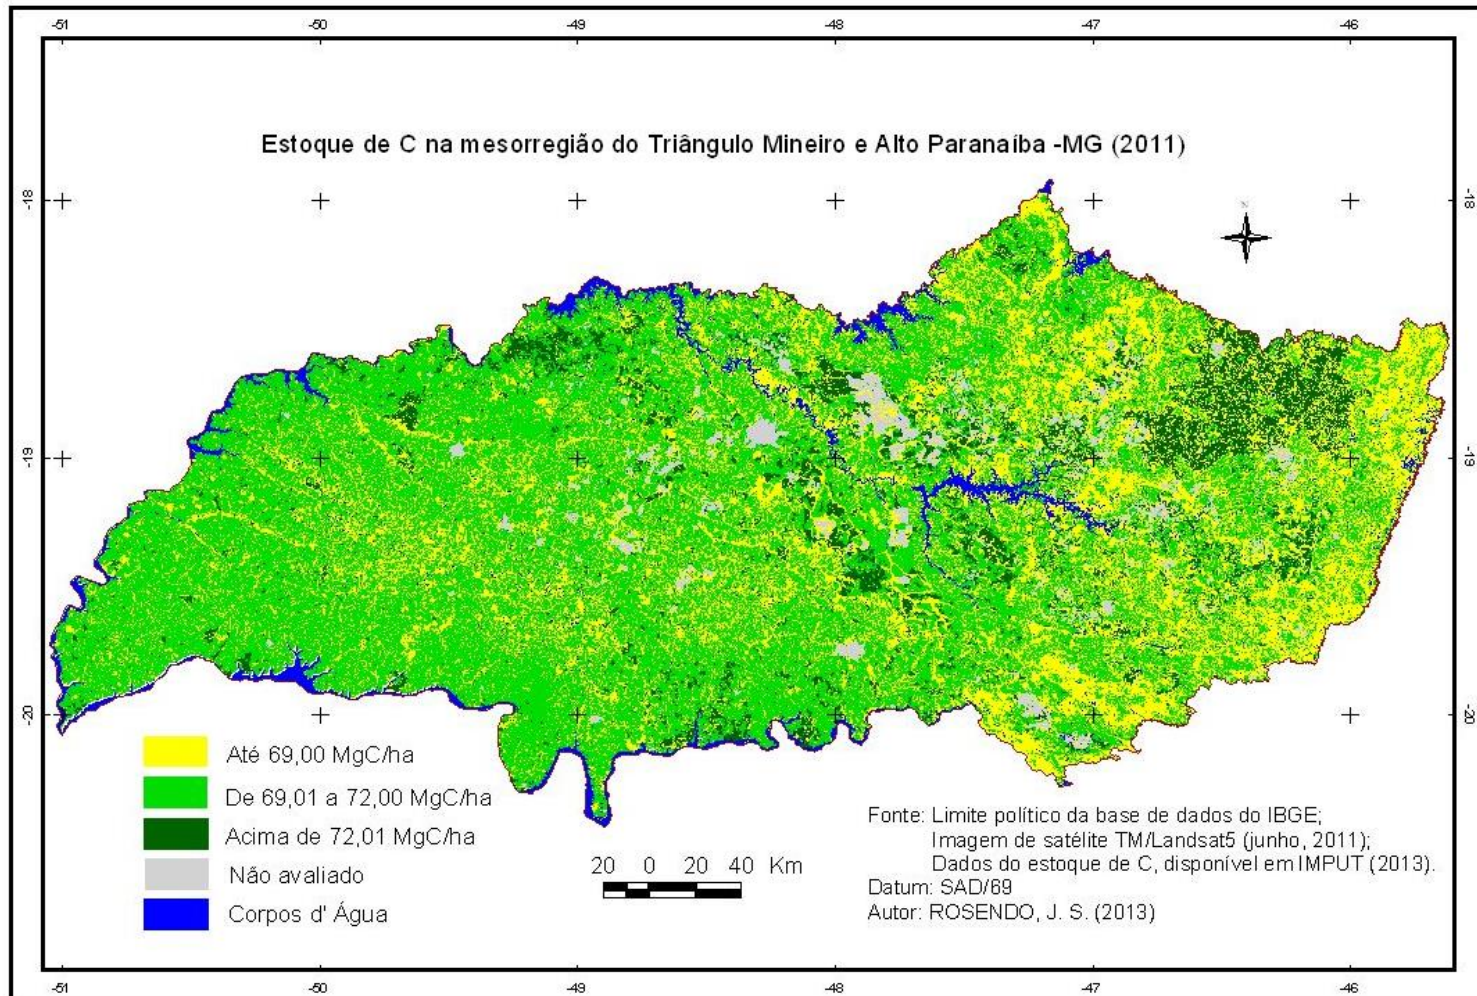 -51 -50 -49 -48 -47 -46
Estoque de C na mesorregião do Triângulo Mineiro e Alto Paranaíba -MG (2011)
-18 -18
-19 -19
-20 -20
Até 69,00 MgC/ha
De 69,01 a 72,00 MgC/ha
Acima de 72,01 MgC/ha
Não avaliado
Corpos d' Água
20 0 20 40 Km
Fonte: Limite político da base de dados do IBGE;
Imagem de satélite TM/Landsat5 (junho, 2011);
Dados do estoque de C, disponível em IMPUT (2013).
Datum: SAD/69
Autor: ROSENDO, J. S. (2013)
-51 -50 -49 -48 -47 -46